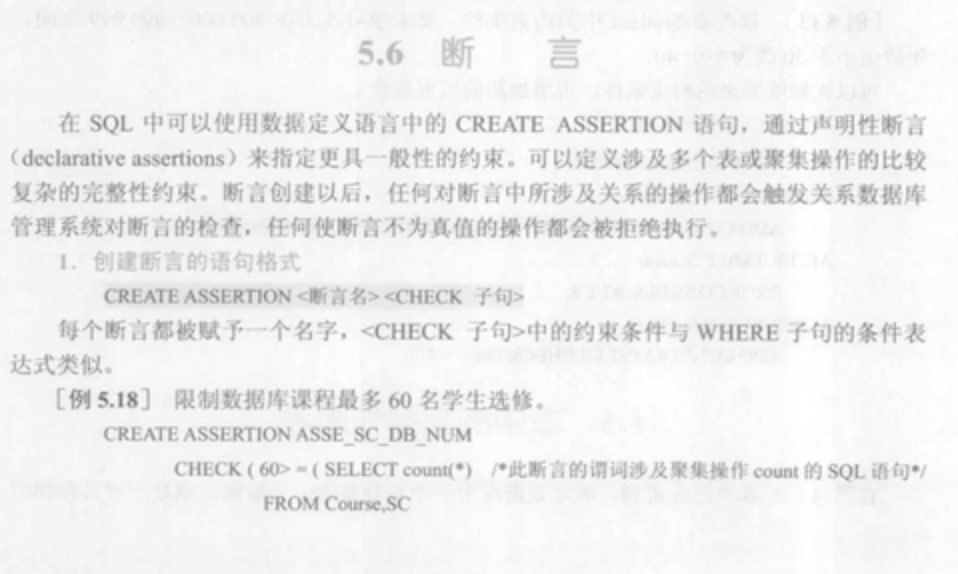 5.6 断 言
在 SQL 中可以使用数据定义语言中的 CREATE ASSERTION 语句，通过声明性断言
（declarative assertions）来指定更具一般性的约束。可以定义涉及多个表或聚集操作的比较
复杂的完整性约束。断言创建以后，任何对断言中所涉及关系的操作都会触发关系数据库
管理系统对断言的检查，任何使断言不为真值的操作都会被拒绝执行。
1．创建断言的语句格式
CREATE ASSERTION <断言名> <CHECK 子句>
每个断言都被赋予一个名字，<CHECK 子句>中的约束条件与 WHERE 子句的条件表
达式类似。
［例 5.18］ 限制数据库课程最多 60 名学生选修。
CREATE ASSERTION ASSE_SC_DB_NUM
CHECK ( 60> = ( SELECT count(*) /*此断言的谓词涉及聚集操作 count 的 SQL 语句*/
FROM Course,SC